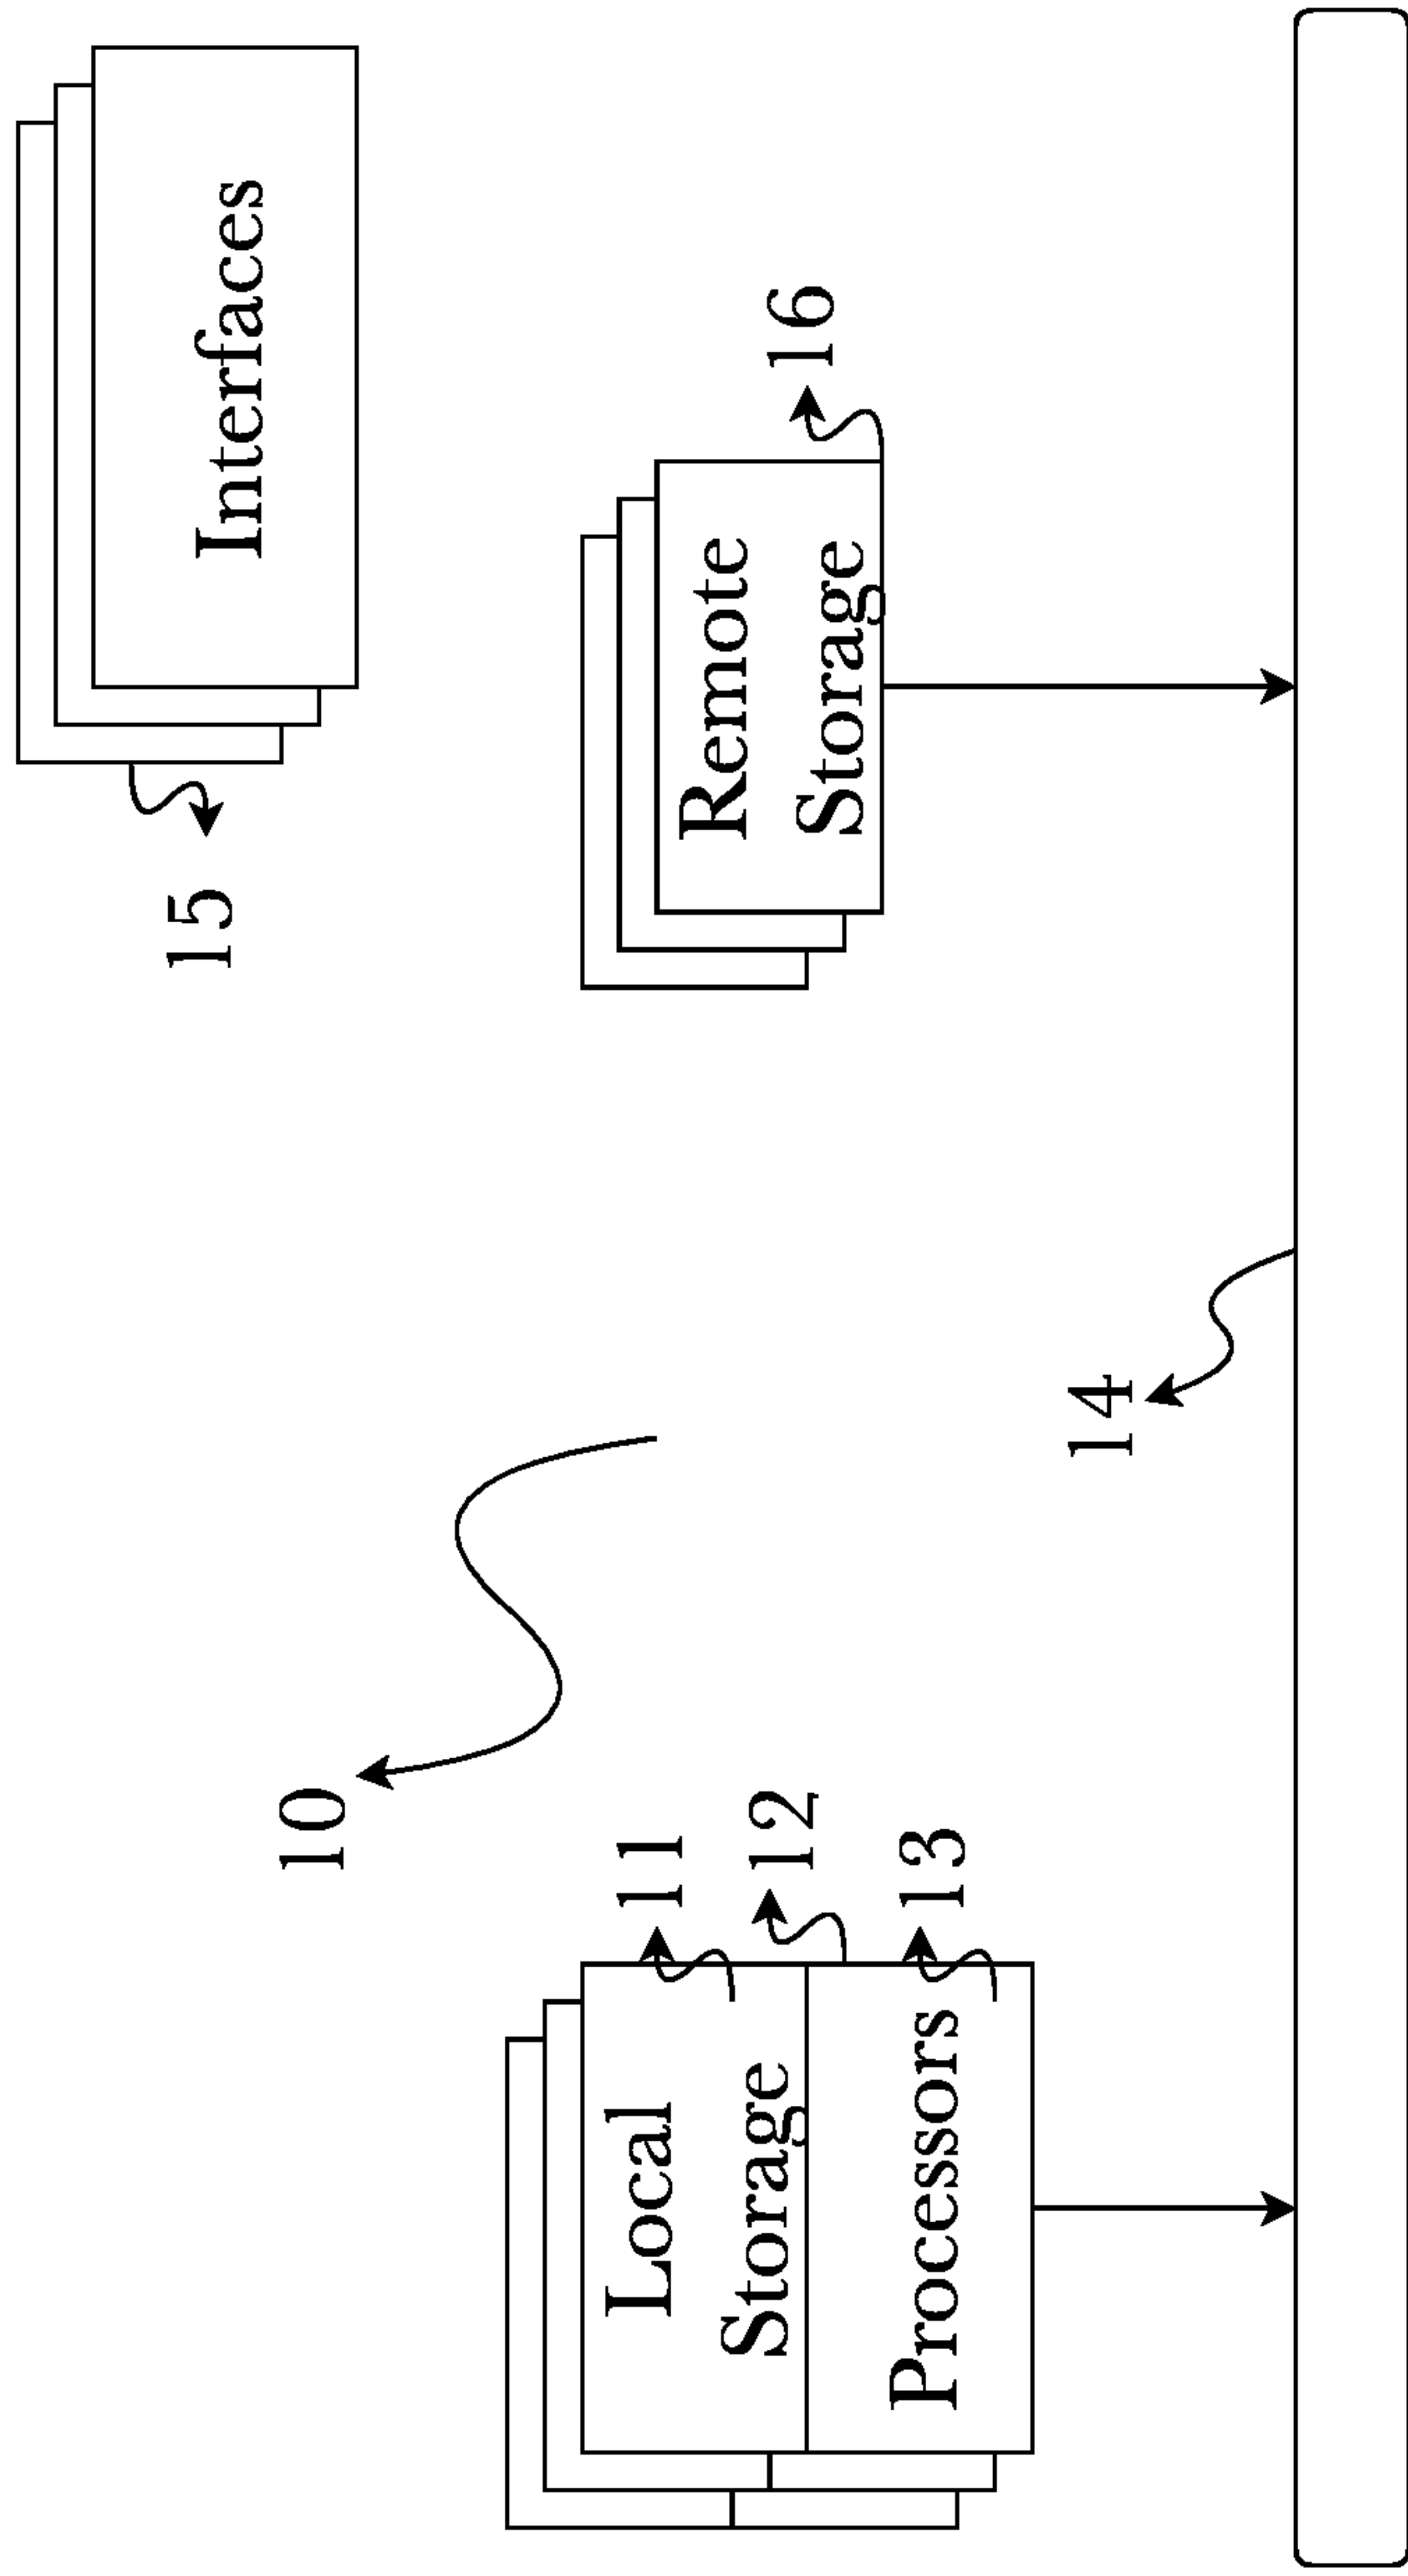 Interfaces
15
10
Local
Storage
11
12
Processors
13
Remote
Storage
16
14